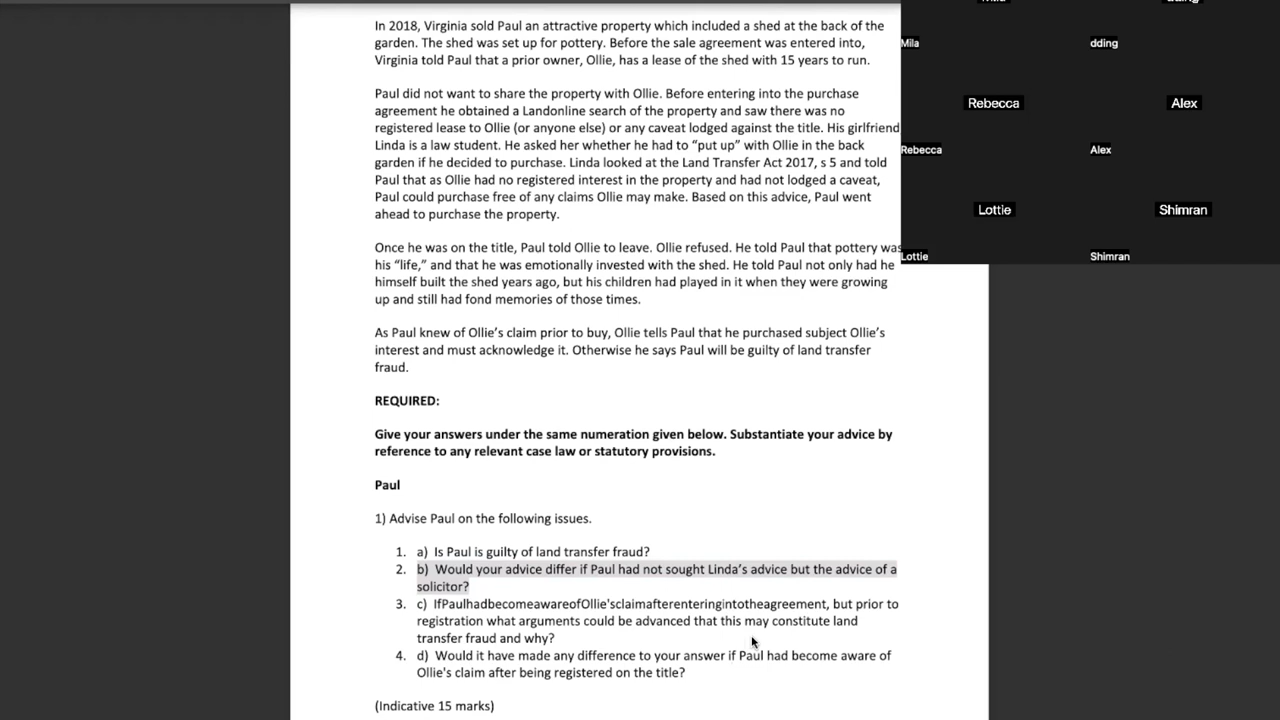 In 2018, Virginia sold Paul an attractive property which included a shed at the back of the
garden. The shed was set up for pottery. Before the sale agreement was entered into,
Virginia told Paul that a prior owner, Ollie, has a lease of the shed with 15 years to run.
Paul did not want to share the property with Ollie. Before entering into the purchase
agreement he obtained a Landonline search of the property and saw there was no
registered lease to Ollie (or anyone else) or any caveat lodged against the title. His girlfriend
Linda is a law student. He asked her whether he had to “put up” with Ollie in the back
garden if he decided to purchase. Linda looked at the Land Transfer Act 2017, s 5 and told
Paul that as Ollie had no registered interest in the property and had not lodged a caveat,
Paul could purchase free of any claims Ollie may make. Based on this advice, Paul went
ahead to purchase the property.
Once he was on the title, Paul told Ollie to leave. Ollie refused. He told Paul that pottery was
his “life,” and that he was emotionally invested with the shed. He told Paul not only had he
himself built the shed years ago, but his children had played in it when they were growing
up and still had fond memories of those times.
As Paul knew of Ollie’s claim prior to buy, Ollie tells Paul that he purchased subject Ollie’s
interest and must acknowledge it. Otherwise he says Paul will be guilty of land transfer
fraud.
REQUIRED:
Give your answers under the same numeration given below. Substantiate your advice by
reference to any relevant case law or statutory provisions.
Paul
1) Advise Paul on the following issues.
1. a) Is Paul is guilty of land transfer fraud?
2. b) Would your advice differ if Paul had not sought Linda’s advice but the advice of a
solicitor?
3. c) IfPaulhadbecomeawareofOllie'sclaimafterenteringintotheagreement, but prior to
registration what arguments could be advanced that this may constitute land
transfer fraud and why?
4. d) Would it have made any difference to your answer if Paul had become aware of
Ollie's claim after being registered on the title?
(Indicative 15 marks)
Mila
dding
Rebecca
Alex
Rebecca
Alex
Lottie
Shimran
Lottie
Shimran